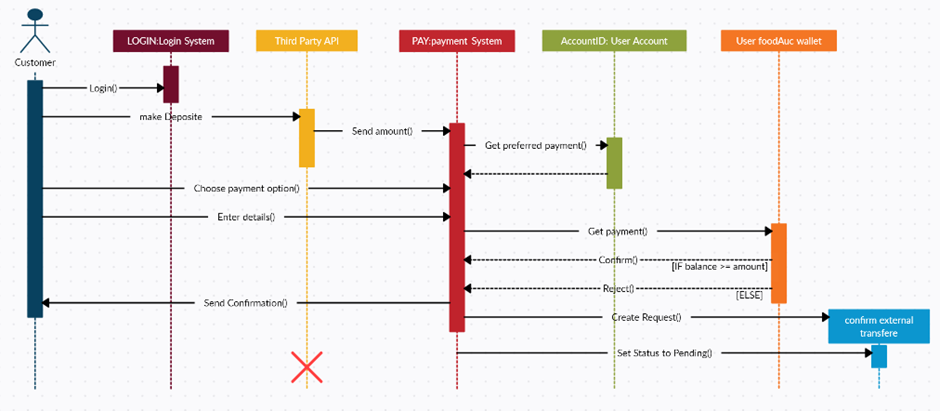 LOGIN:Login System
Third Party API
PAY:payment System
AccountID: User Account
User foodAuc wallet
Customer
Login()
make Deposite
Send amount()
Get preferred payment()
Choose payment option()
Enter details()
Get payment()
Confirm()
[IF balance >= amount]
Reject()
[ELSE]
Send Confirmation()
Create Request()
confirm external
transfere
Set Status to Pending()